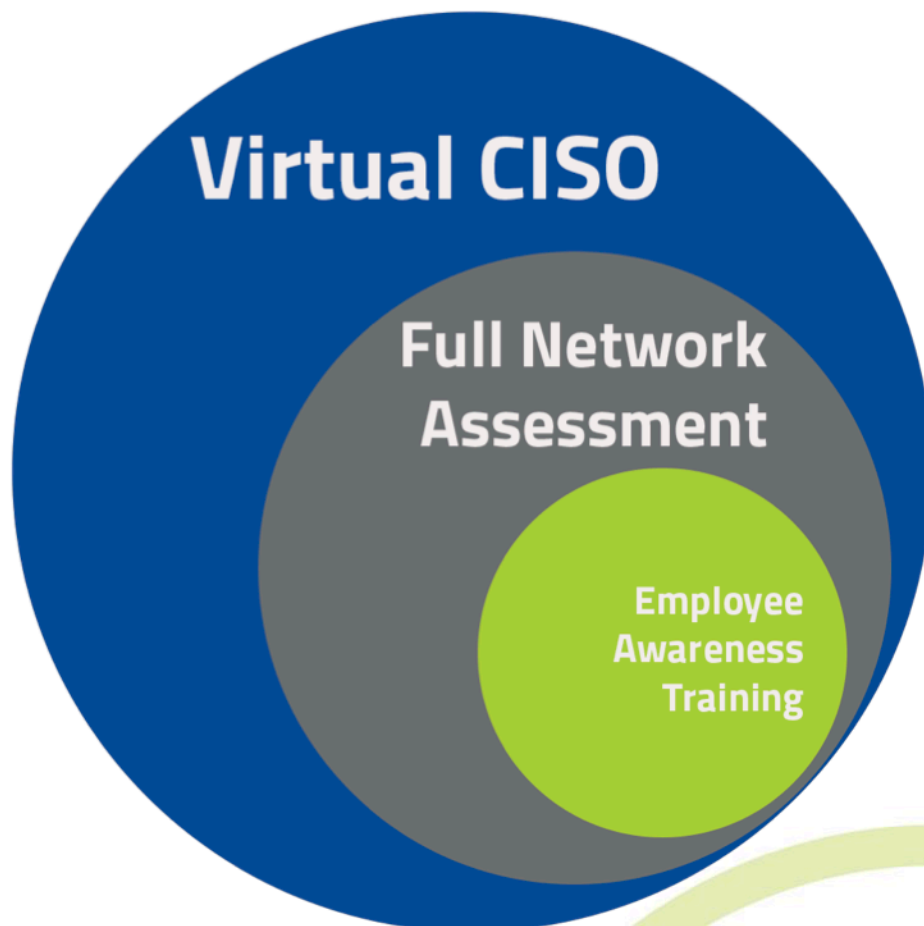 Virtual CISO
Full Network
Assessment
Employee
Awareness
Training